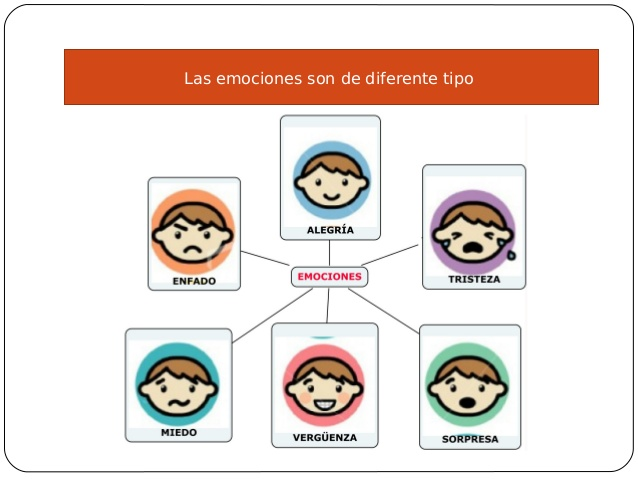 Las emociones son de diferente tipo
ALEGRÍA
ENFADO
TRISTEZA
EMOCIONES
MIEDO
VERGÜENZA
SORPRESA